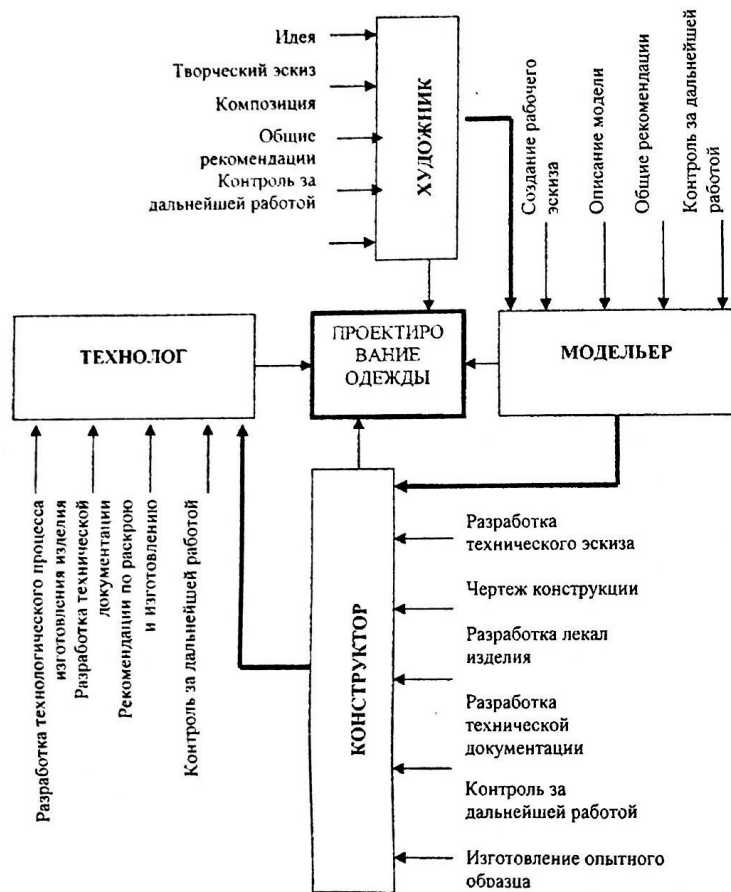 Идея
Творческий эскиз
Композиция
Общие
рекомендации
Контроль за
дальнейшей работой
ХУДОЖНИК
Создание рабочего
эскиза
Описание модели
Общие рекомендации
Контроль за дальнейшей
работой
ТЕХНОЛОГ
ПРОЕКТИРО
ВАНИЕ
ОДЕЖДЫ
МОДЕЛЬЕР
Разработка технологического процесса
изготовления изделия
Разработка технической
документации
Рекомендации по раскрою
и изготовлению
Контроль за дальнейшей работой
КОНСТРУКТОР
Разработка
технического эскиза
Чертеж конструкции
Разработка лекал
изделия
Разработка
технической
документации
Контроль за
дальнейшей работой
Изготовление опытного
образца